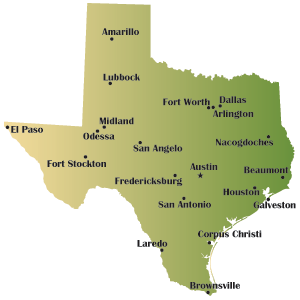 Amarillo
Lubbock
Fort Worth
Dallas
Arlington
Midland
El Paso
Odessa
Nacogdoches
San Angelo
Fort Stockton
Austin
Beaumont
Fredericksburg
Houston
San Antonio
Galveston
Corpus Christi
Laredo
Brownsville